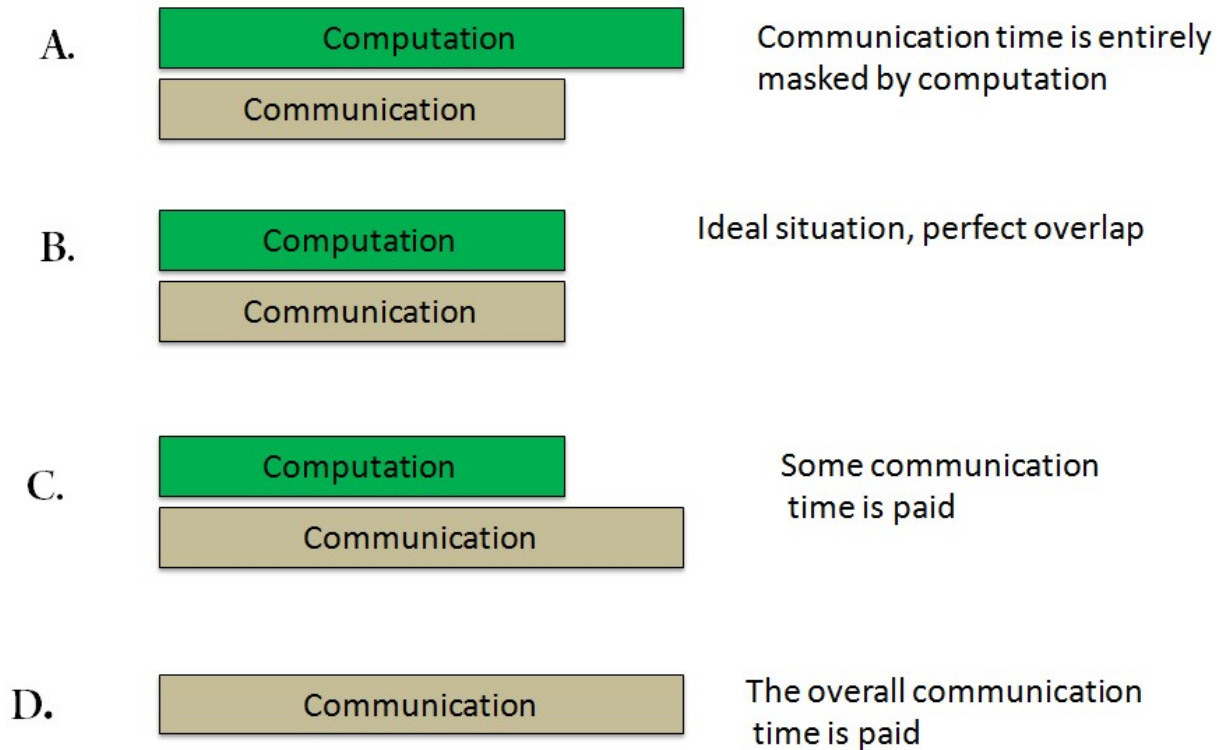 A.
Computation
Communication time is entirely
masked by computation
Communication
B.
Computation
Ideal situation, perfect overlap
Communication
C.
Computation
Some communication
time is paid
Communication
D.
Communication
The overall communication
time is paid